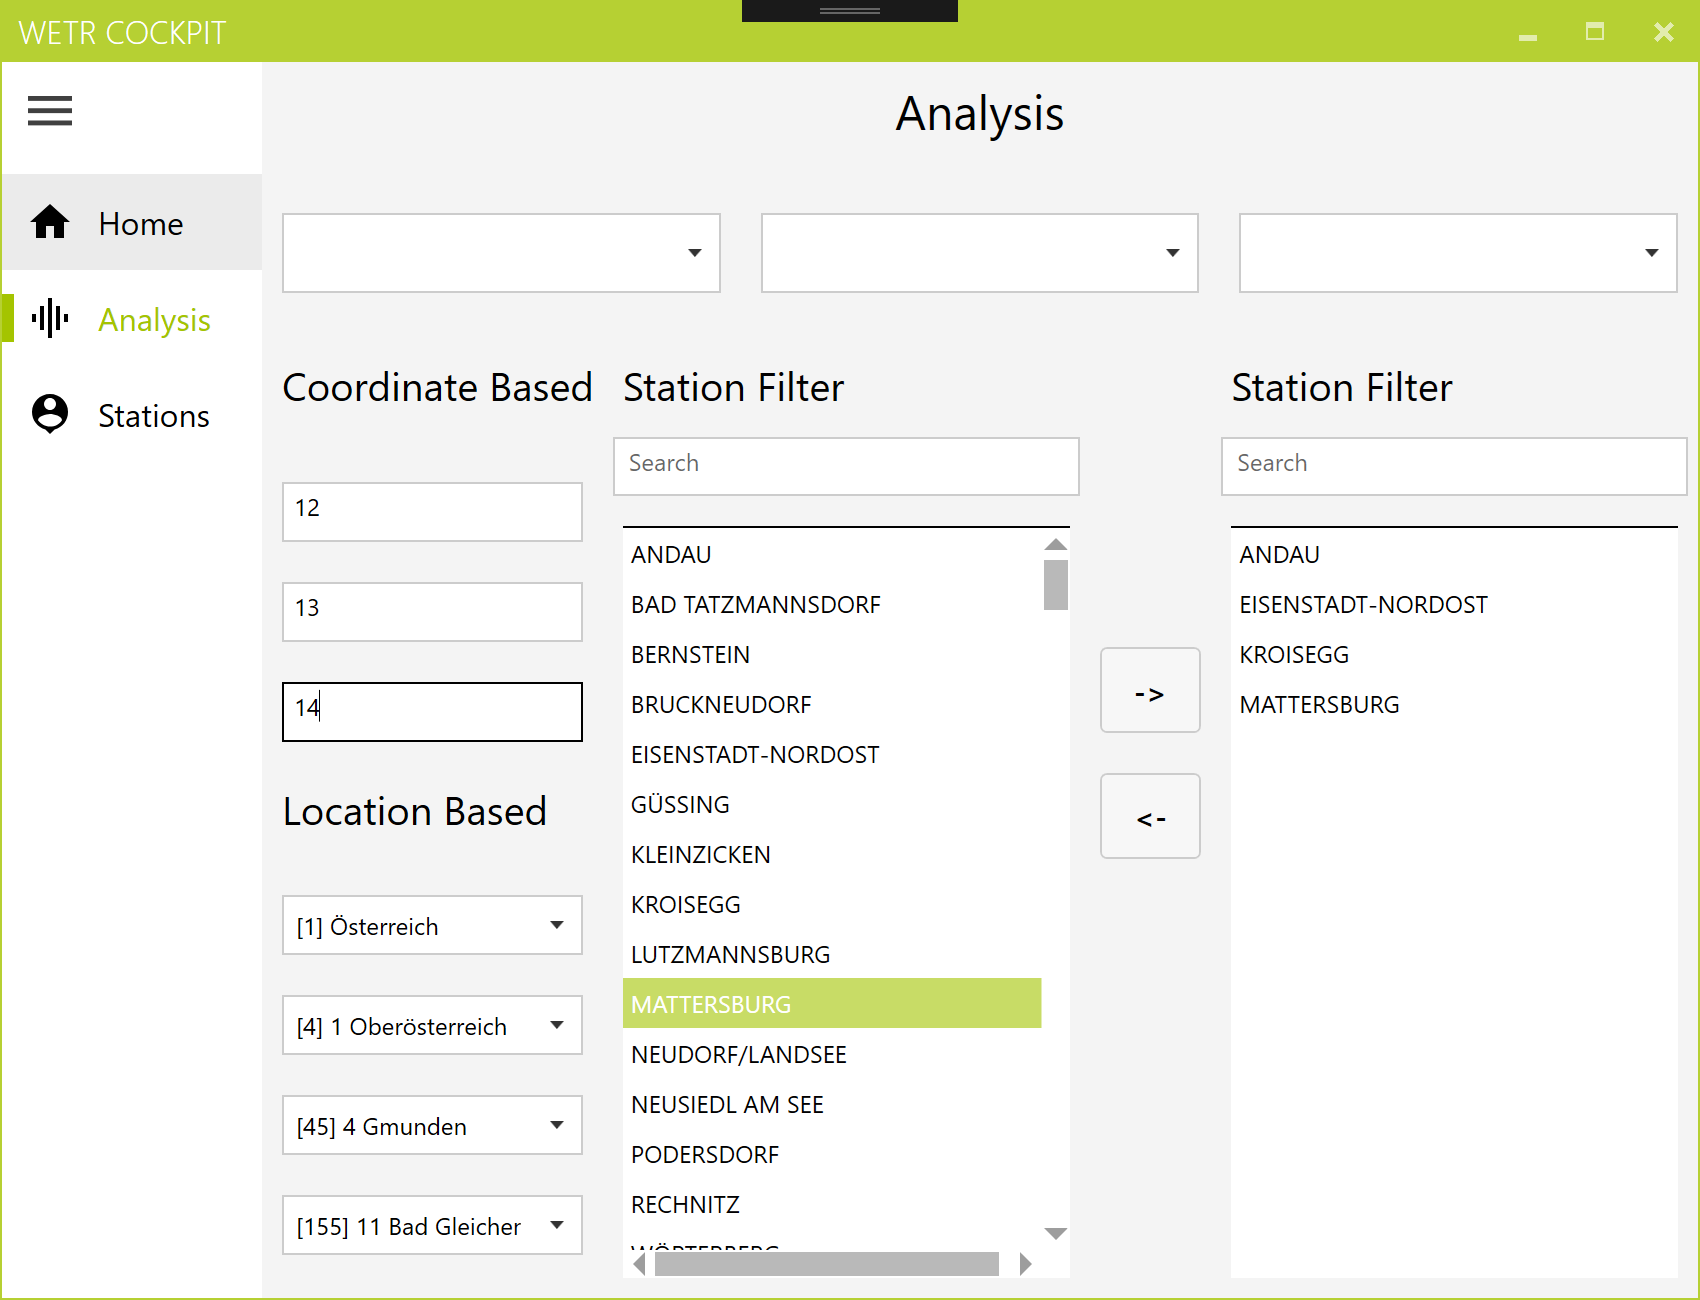 WETR COCKPIT
Home
Analysis
Stations
Analysis
Coordinate Based
12
13
14
Location Based
[1] Österreich
[4] 1 Oberösterreich
[45] 4 Gmunden
[155] 11 Bad Gleicher
Station Filter
Search
ANDAU
BAD TATZMANNSDORF
BERNSTEIN
BRUCKNEUDORF
EISENSTADT-NORDOST
GÜSSING
KLEINZICKEN
KROISEGG
LUTZMANNSBURG
MATTERSBURG
NEUDORF/LANDSEE
NEUSIEDL AM SEE
PODERSDORF
RECHNITZ
WÖRTERBERG
->
<-
Station Filter
Search
ANDAU
EISENSTADT-NORDOST
KROISEGG
MATTERSBURG